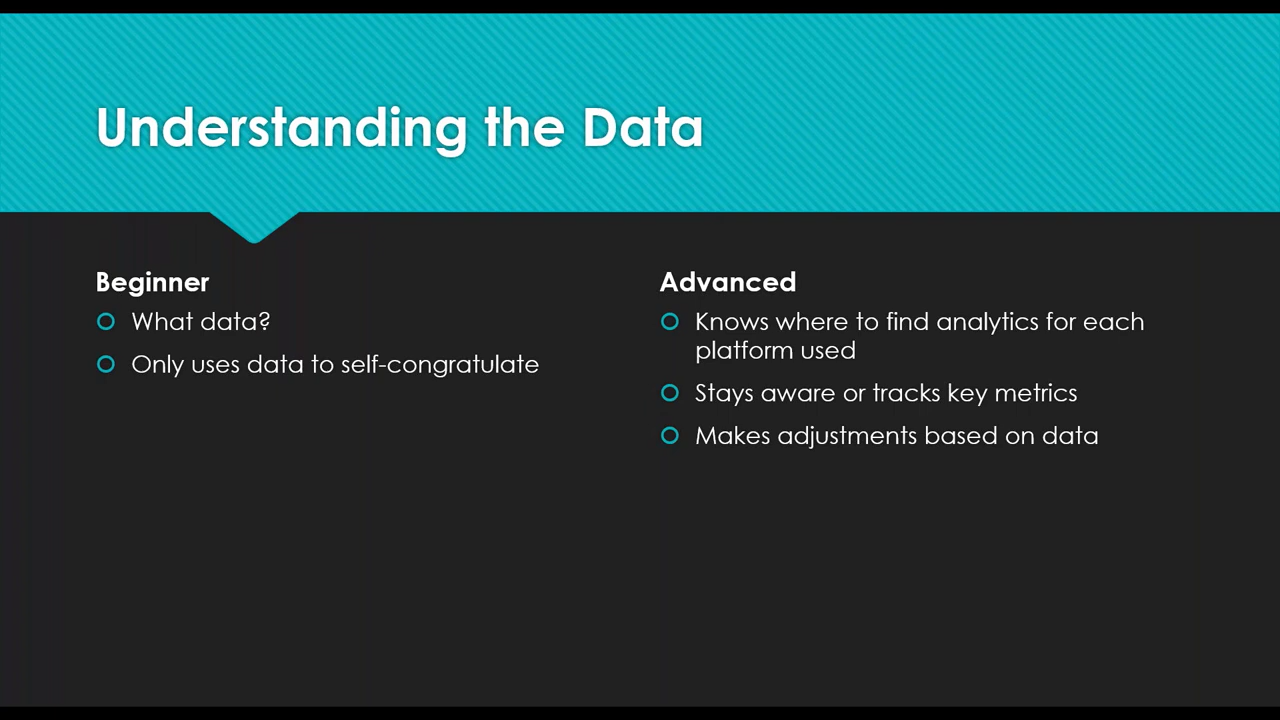 Understanding the Data
Beginner
What data?
Only uses data to self-congratulate
Advanced
Knows where to find analytics for each
platform used
Stays aware or tracks key metrics
Makes adjustments based on data